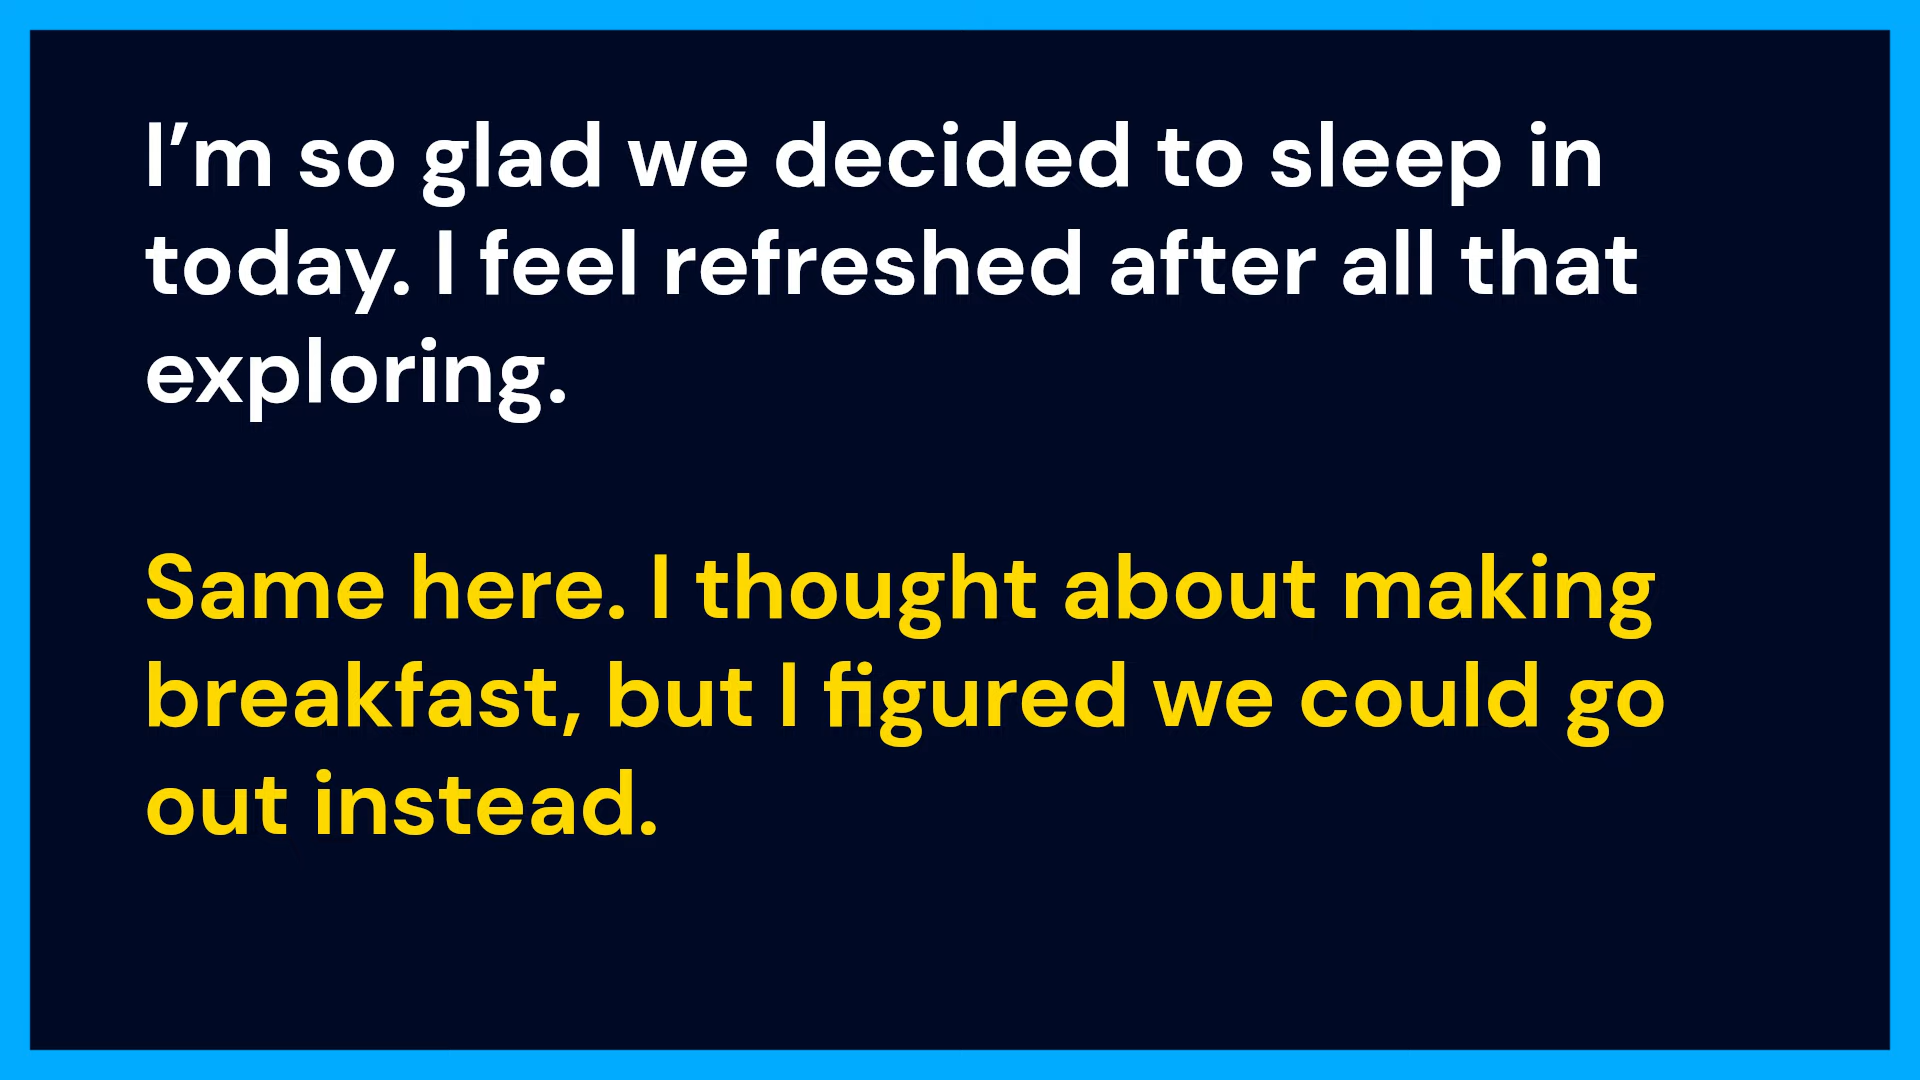 I’m so glad we decided to sleep in
today. I feel refreshed after all that
exploring.
Same here. I thought about making
breakfast, but I figured we could go
out instead.